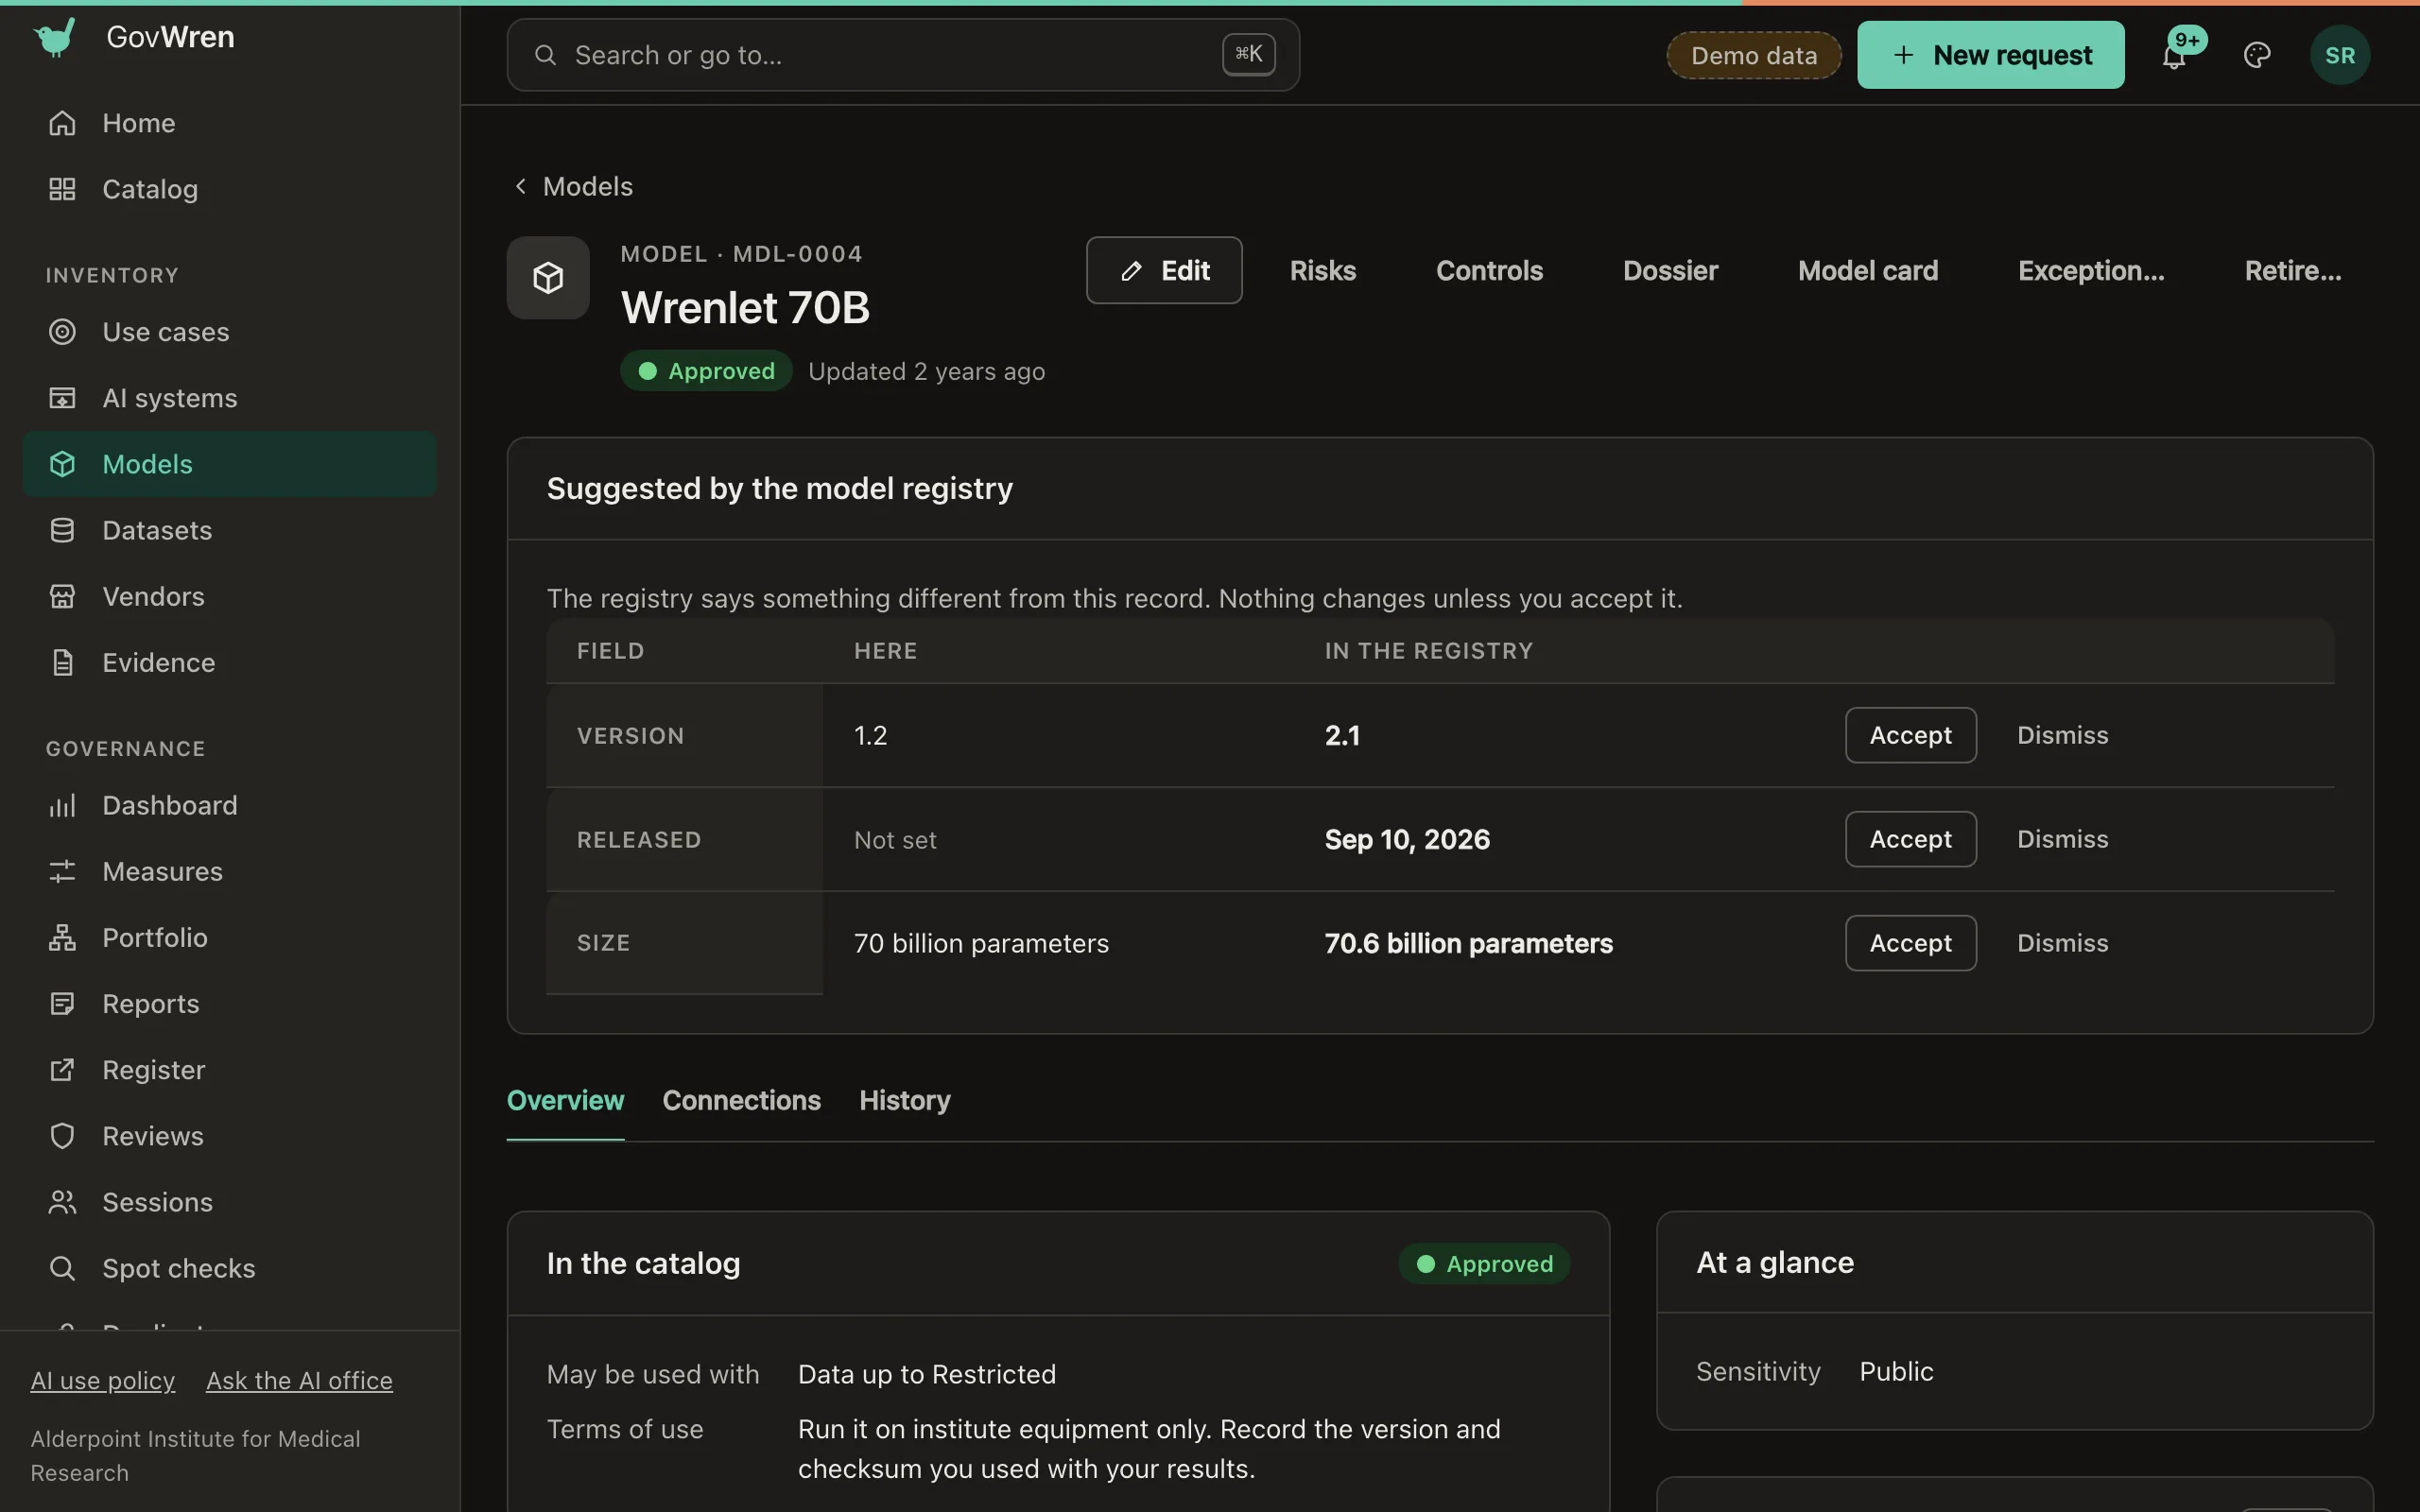 GovWren
Search or go to...
⌘K
Demo data
New request
9+
SR
Home
Catalog
INVENTORY
Use cases
AI systems
Models
Datasets
Vendors
Evidence
GOVERNANCE
Dashboard
Measures
Portfolio
Reports
Register
Reviews
Sessions
Spot checks
AI use policy
Ask the AI office
Alderpoint Institute for Medical
Research
Models
MODEL · MDL-0004
Wrenlet 70B
Approved
Updated 2 years ago
Edit
Risks
Controls
Dossier
Model card
Exception...
Retire...
Suggested by the model registry
The registry says something different from this record. Nothing changes unless you accept it.
FIELD HERE IN THE REGISTRY
VERSION 1.2 2.1 Accept Dismiss
RELEASED Not set Sep 10, 2026 Accept Dismiss
SIZE 70 billion parameters 70.6 billion parameters Accept Dismiss
Overview Connections History
In the catalog
Approved
May be used with Data up to Restricted
Terms of use Run it on institute equipment only. Record the version and
checksum you used with your results.
At a glance
Sensitivity Public